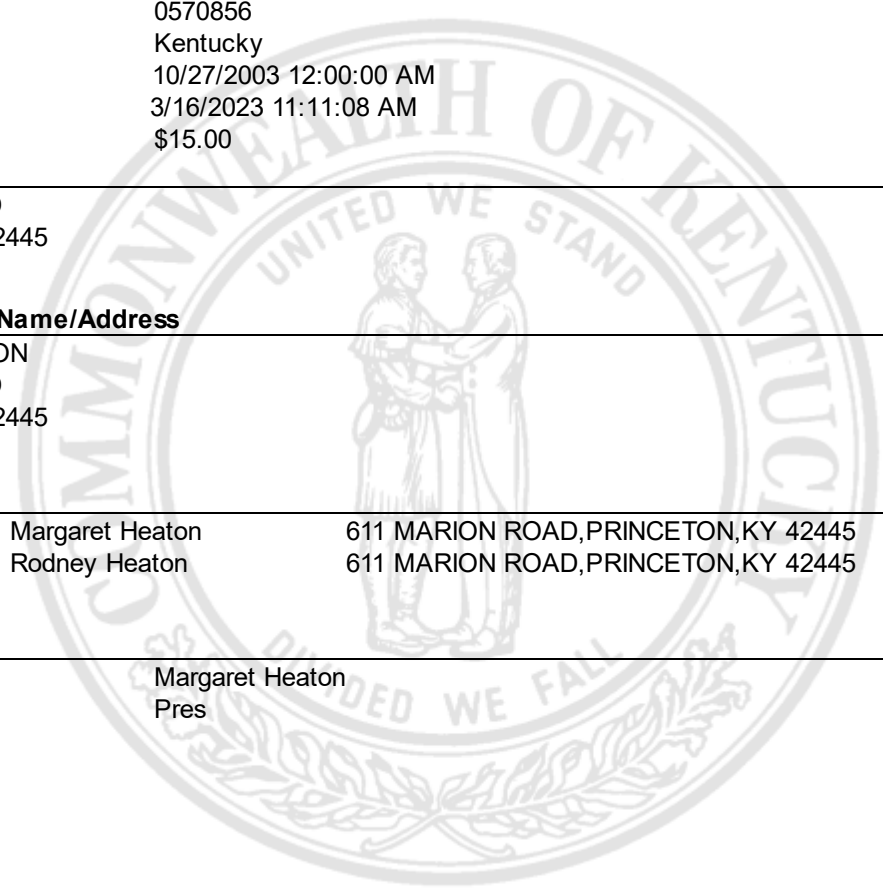 0570856
Kentucky
10/27/2003 12:00:00 AM
3/16/2023 11:11:08 AM
$15.00
2445
Name/Address
ON
2445
Margaret Heaton 611 MARION ROAD,PRINCETON,KY 42445
Rodney Heaton 611 MARION ROAD,PRINCETON,KY 42445
Margaret Heaton
Pres
COMMONWEALTH OF KENTUCKY
UNITED WE STAND
DIVIDED WE FALL